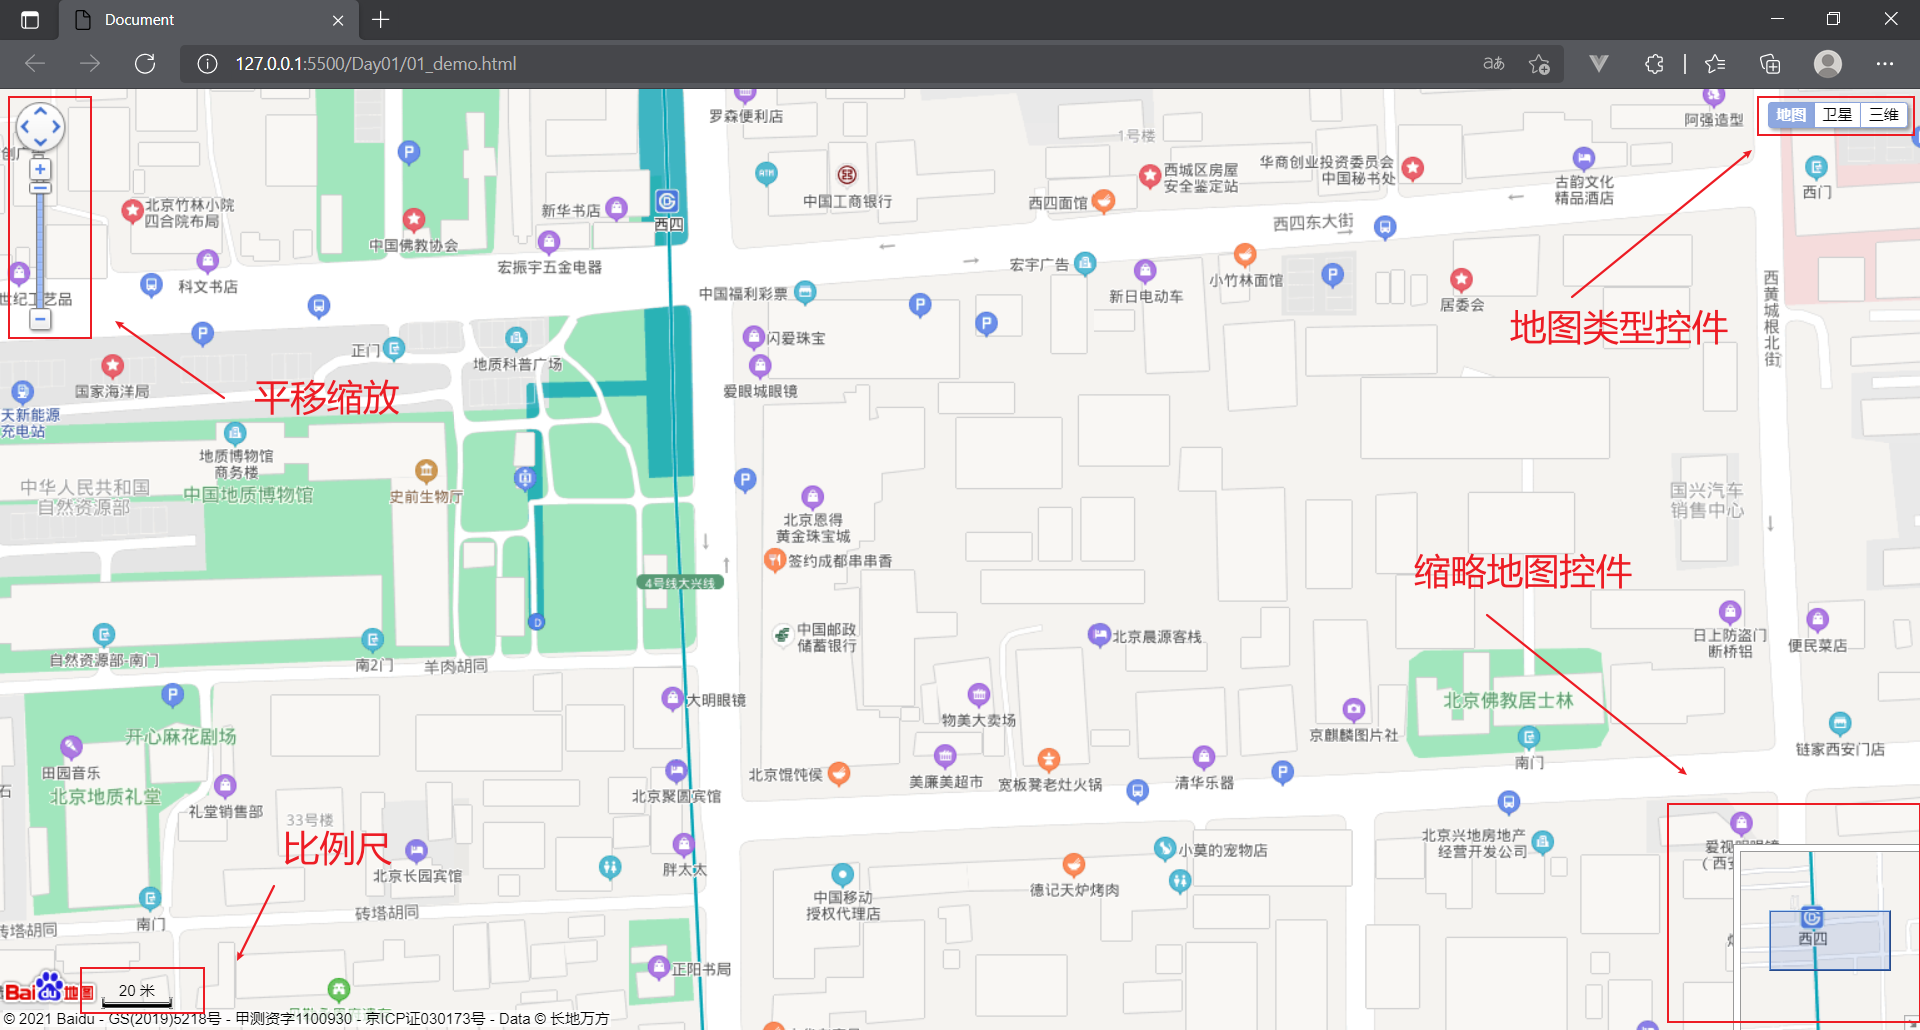 Document
127.0.0.1:5500/Day01/01_demo.html
罗森便利店
1号楼
阿强造型
地图 卫星 三维
创广告
北京竹林小院
四合院布局
中国佛教协会
新华书店
西四
宏振宇五金电器
科文书店
世纪工艺品
ATM
中国工商银行
西四面馆
西城区房屋
安全鉴定站
华商创业投资委员会
中国秘书处
古韵文化
精品酒店
西门
西四东大街
宏宇广告
新日电动车
小竹林面馆
居委会
中国福利彩票
闪爱珠宝
爱眼城眼镜
西黄城根北街
地图类型控件
正门
地质科普广场
国家海洋局
平移缩放
天新能源
充电站
地质博物馆
商务楼
中国地质博物馆
史前生物厅
中华人民共和国
自然资源部
北京恩得
黄金珠宝城
签约成都串串香
国兴汽车
销售中心
4号线大兴线
缩略地图控件
中国邮政
储蓄银行
北京晨源客栈
日上防盗门
断桥铝
便民菜店
自然资源部-南门
南2门
羊肉胡同
大明眼镜
物美大卖场
京麒麟图片社
北京佛教居士林
南门
链家西安门店
开心麻花剧场
田园音乐
北京地质礼堂
礼堂销售部
石
北京馄饨侯
美廉美超市
宽板凳老灶火锅
清华乐器
北京聚圆宾馆
33号楼
比例尺
北京长园宾馆
胖太太
小莫的宠物店
北京兴地房地产
经营开发公司
爱视明眼镜
(西安
中国移动
授权代理店
德记天炉烤肉
砖塔胡同
南门
砖塔胡同
正阳书局
西四
Bai du 地图
20 米
© 2021 Baidu - GS(2019)5218号 - 甲测资字1100930 - 京ICP证030173号 - Data © 长地万方